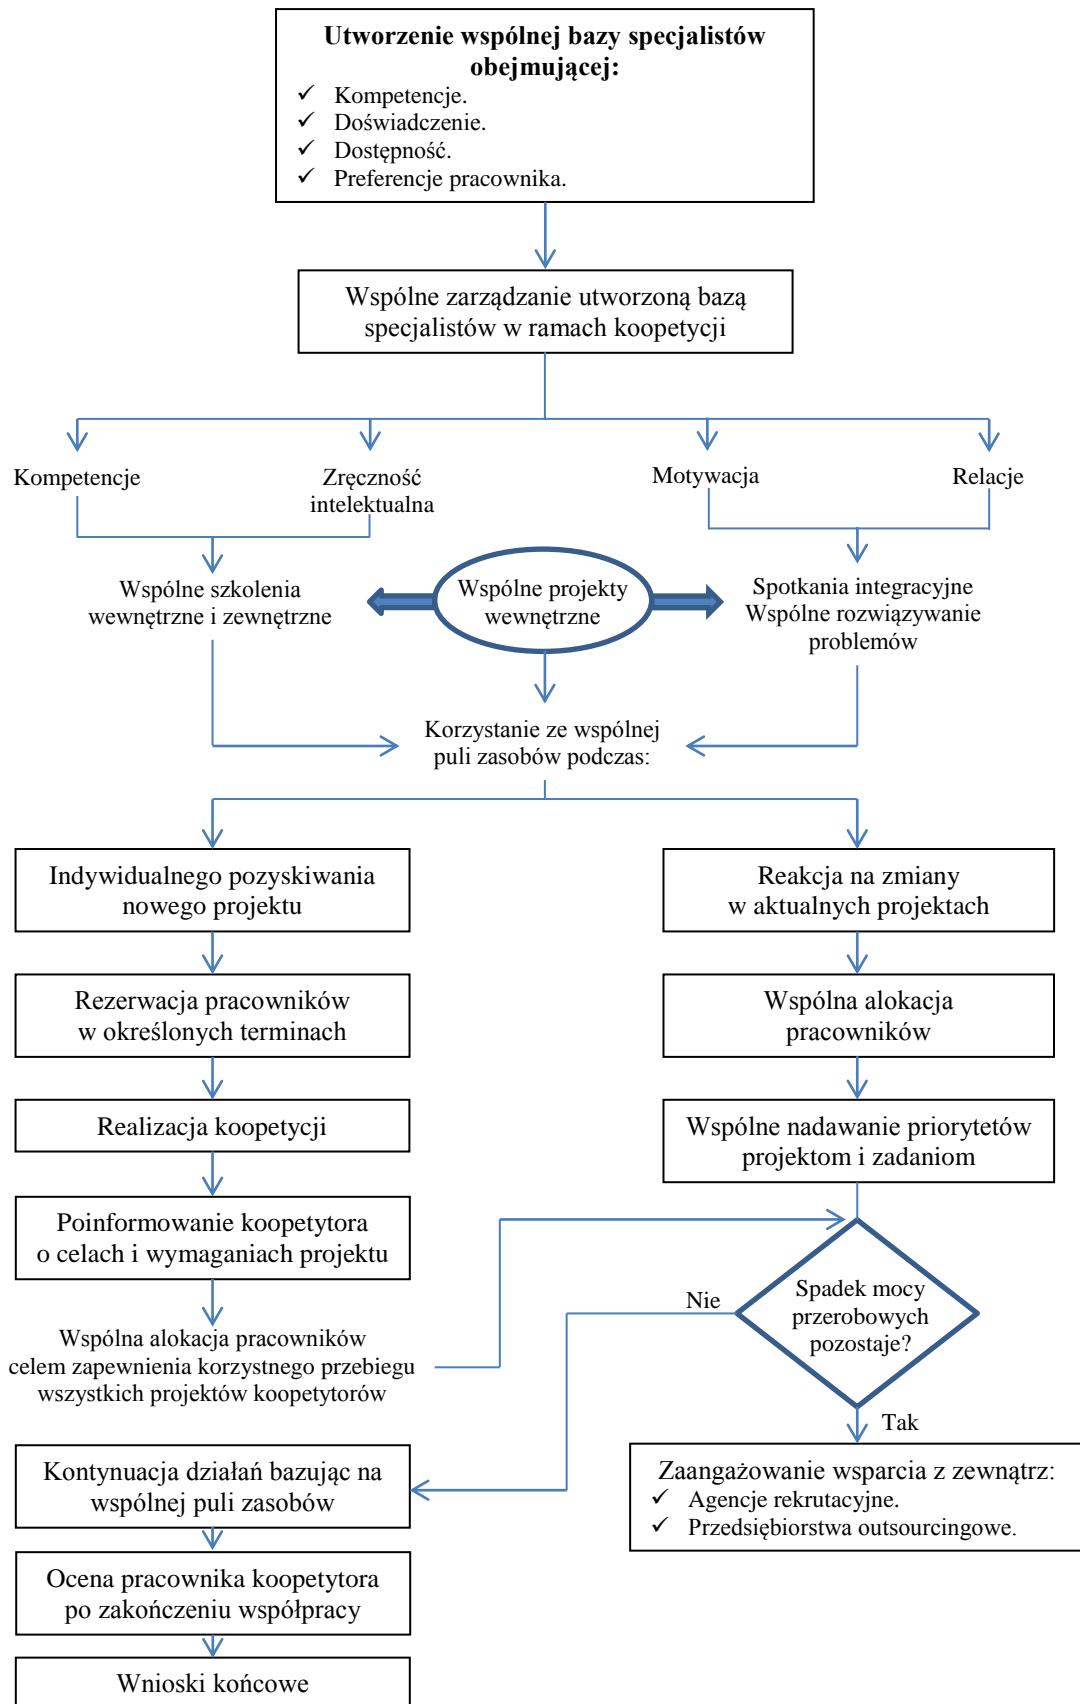 Utworzenie wspólnej bazy specjalistów
obejmującej:
✓ Kompetencje.
✓ Doświadczenie.
✓ Dostępność.
✓ Preferencje pracownika.
Wspólne zarządzanie utworzoną bazą
specjalistów w ramach koopetycji
Kompetencje
Zręczność
intelektualna
Motywacja
Relacje
Wspólne szkolenia
wewnętrzne i zewnętrzne
Wspólne projekty
wewnętrzne
Spotkania integracyjne
Wspólne rozwiązywanie
problemów
Korzystanie ze wspólnej
puli zasobów podczas:
Indywidualnego pozyskiwania
nowego projektu
Rezerwacja pracowników
w określonych terminach
Realizacja koopetycji
Poinformowanie koopetytora
o celach i wymaganiach projektu
Wspólna alokacja pracowników
celem zapewnienia korzystnego przebiegu
wszystkich projektów koopetytorów
Reakcja na zmiany
w aktualnych projektach
Wspólna alokacja
pracowników
Wspólne nadawanie priorytetów
projektom i zadaniom
Spadek mocy
przerobowych
pozostaje?
Nie
Tak
Zaangażowanie wsparcia z zewnątrz:
✓ Agencje rekrutacyjne.
✓ Przedsiębiorstwa outsourcingowe.
Kontynuacja działań bazując na
wspólnej puli zasobów
Ocena pracownika koopetytora
po zakończeniu współpracy
Wnioski końcowe